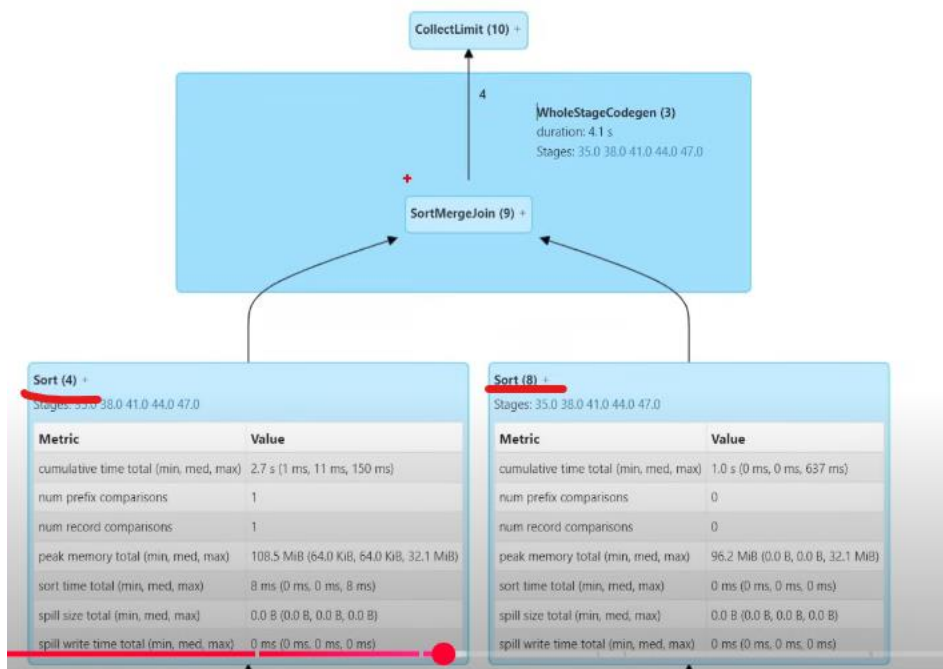 CollectLimit (10) +
4
WholeStageCodegen (3)
duration: 4.1 s
Stages: 35.0 38.0 41.0 44.0 47.0
SortMergeJoin (9) +
Sort (4) +
Stages: 35.0 38.0 41.0 44.0 47.0
Metric Value
cumulative time total (min, med, max) 2.7 s (1 ms, 11 ms, 150 ms)
num prefix comparisons 1
num record comparisons 1
peak memory total (min, med, max) 108.5 MiB (64.0 KiB, 64.0 KiB, 32.1 MiB)
sort time total (min, med, max) 8 ms (0 ms, 0 ms, 8 ms)
spill size total (min, med, max) 0.0 B (0.0 B, 0.0 B, 0.0 B)
spill write time total (min, med, max) 0 ms (0 ms, 0 ms, 0 ms)
Sort (8) +
Stages: 35.0 38.0 41.0 44.0 47.0
Metric Value
cumulative time total (min, med, max) 1.0 s (0 ms, 0 ms, 637 ms)
num prefix comparisons 0
num record comparisons 0
peak memory total (min, med, max) 96.2 MiB (0.0 B, 0.0 B, 32.1 MiB)
sort time total (min, med, max) 0 ms (0 ms, 0 ms, 0 ms)
spill size total (min, med, max) 0.0 B (0.0 B, 0.0 B, 0.0 B)
spill write time total (min, med, max) 0 ms (0 ms, 0 ms, 0 ms)